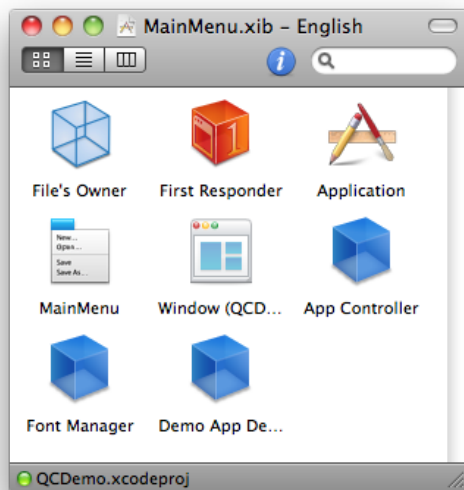 MainMenu.xib – English
File's Owner First Responder Application
1
New...
Open...
Save
Save As...
MainMenu Window (QCD... App Controller
Font Manager Demo App De...
QCDemo.xcodeproj